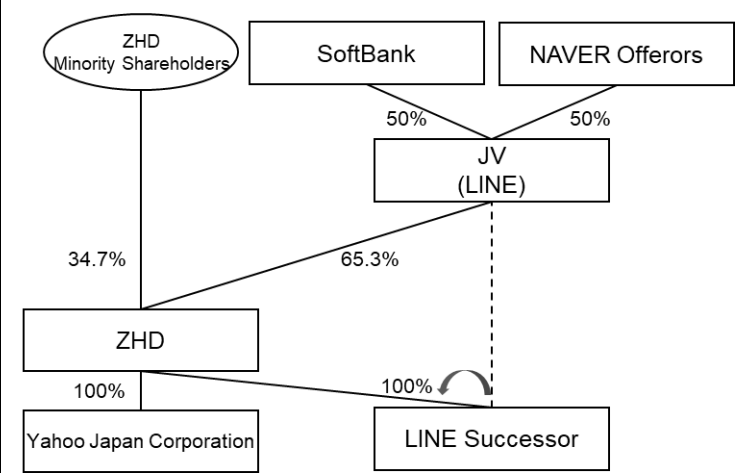 ZHD
Minority Shareholders
SoftBank
NAVER Offerors
50%
50%
JV
(LINE)
34.7%
65.3%
ZHD
100%
100%
Yahoo Japan Corporation
LINE Successor